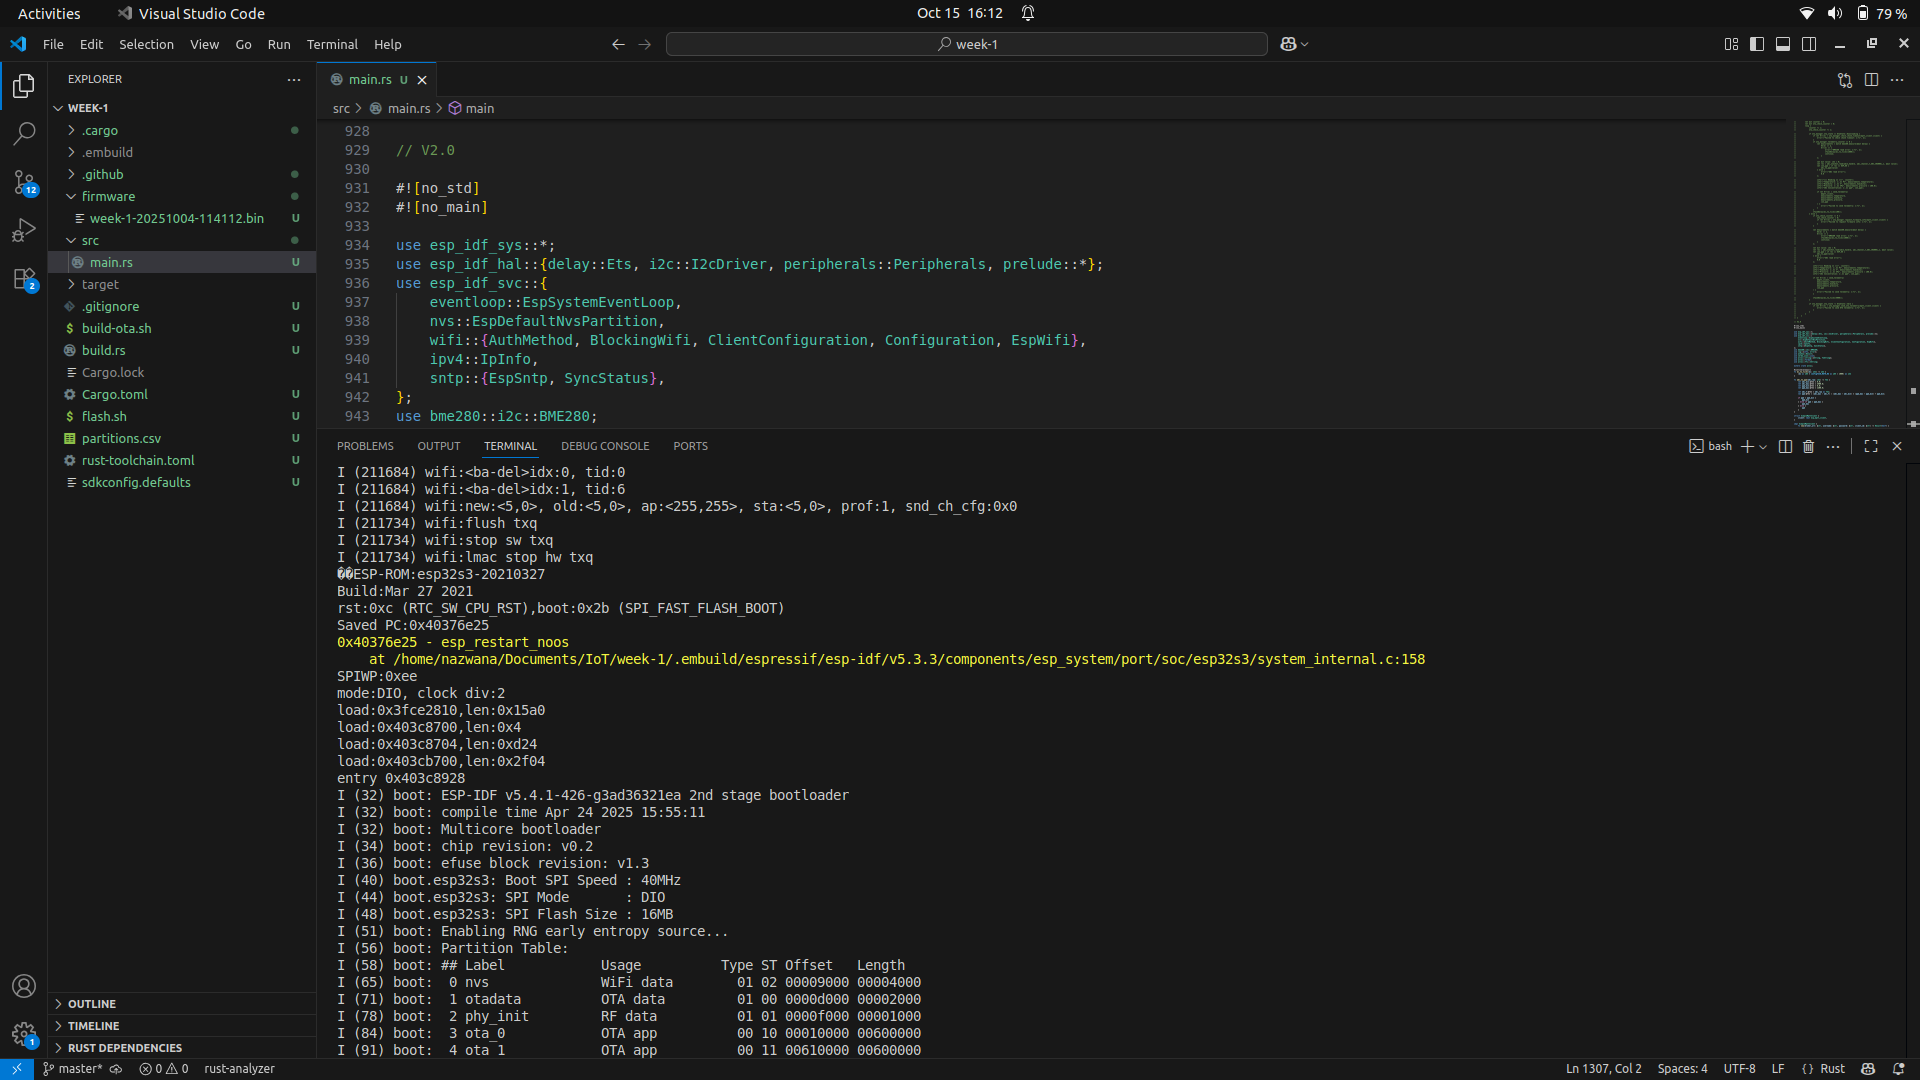 Activities
Visual Studio Code
Oct 15 16:12
79 %
File Edit Selection View Go Run Terminal Help
week-1
EXPLORER
WEEK-1
.cargo
.embuild
.github
firmware
week-1-20251004-114112.bin U
src
main.rs U
target
.gitignore U
build-ota.sh U
build.rs U
Cargo.lock
Cargo.toml U
flash.sh U
partitions.csv U
rust-toolchain.toml U
sdkconfig.defaults U
OUTLINE
TIMELINE
RUST DEPENDENCIES
12
2
1
main.rs U
src > main.rs > main
928
929 // V2.0
930
931 #![no_std]
932 #![no_main]
933
934 use esp_idf_sys::*;
935 use esp_idf_hal::{delay::Ets, i2c::I2cDriver, peripherals::Peripherals, prelude::*};
936 use esp_idf_svc::{
937 eventloop::EspSystemEventLoop,
938 nvs::EspDefaultNvsPartition,
939 wifi::{AuthMethod, BlockingWifi, ClientConfiguration, Configuration, EspWifi},
940 ipv4::IpInfo,
941 sntp::{EspSntp, SyncStatus},
942 };
943 use bme280::i2c::BME280;
PROBLEMS OUTPUT TERMINAL DEBUG CONSOLE PORTS
bash
I (211684) wifi:<ba-del>idx:0, tid:0
I (211684) wifi:<ba-del>idx:1, tid:6
I (211684) wifi:new:<5,0>, old:<5,0>, ap:<255,255>, sta:<5,0>, prof:1, snd_ch_cfg:0x0
I (211734) wifi:flush txq
I (211734) wifi:stop sw txq
I (211734) wifi:lmac stop hw txq
��ESP-ROM:esp32s3-20210327
Build:Mar 27 2021
rst:0xc (RTC_SW_CPU_RST),boot:0x2b (SPI_FAST_FLASH_BOOT)
Saved PC:0x40376e25
0x40376e25 - esp_restart_noos
at /home/nazwana/Documents/IoT/week-1/.embuild/espressif/esp-idf/v5.3.3/components/esp_system/port/soc/esp32s3/system_internal.c:158
SPIWP:0xee
mode:DIO, clock div:2
load:0x3fce2810,len:0x15a0
load:0x403c8700,len:0x4
load:0x403c8704,len:0xd24
load:0x403cb700,len:0x2f04
entry 0x403c8928
I (32) boot: ESP-IDF v5.4.1-426-g3ad36321ea 2nd stage bootloader
I (32) boot: compile time Apr 24 2025 15:55:11
I (32) boot: Multicore bootloader
I (34) boot: chip revision: v0.2
I (36) boot: efuse block revision: v1.3
I (40) boot.esp32s3: Boot SPI Speed : 40MHz
I (44) boot.esp32s3: SPI Mode : DIO
I (48) boot.esp32s3: SPI Flash Size : 16MB
I (51) boot: Enabling RNG early entropy source...
I (56) boot: Partition Table:
I (58) boot: ## Label Usage Type ST Offset Length
I (65) boot: 0 nvs WiFi data 01 02 00009000 00004000
I (71) boot: 1 otadata OTA data 01 00 0000d000 00002000
I (78) boot: 2 phy_init RF data 01 01 0000f000 00001000
I (84) boot: 3 ota_0 OTA app 00 10 00010000 00600000
I (91) boot: 4 ota_1 OTA app 00 11 00610000 00600000
master* 0 0 rust-analyzer
Ln 1307, Col 2 Spaces: 4 UTF-8 LF {} Rust